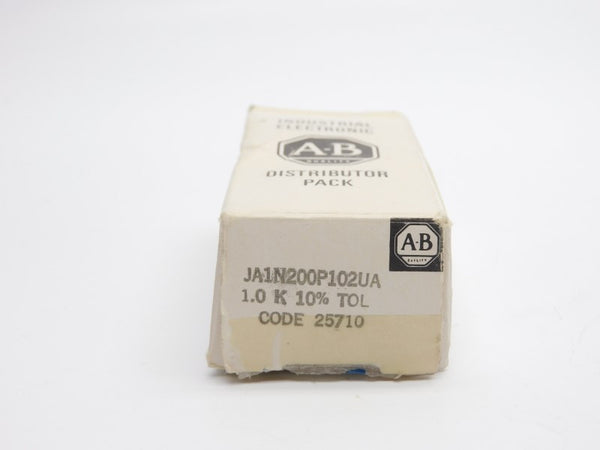 INDUSTRIAL
ELECTRONIC
A-B
QUALITY
DISTRIBUTOR
PACK
A-B
QUALITY
JA1N200P102UA
1.0 K 10% TOL
CODE 25710